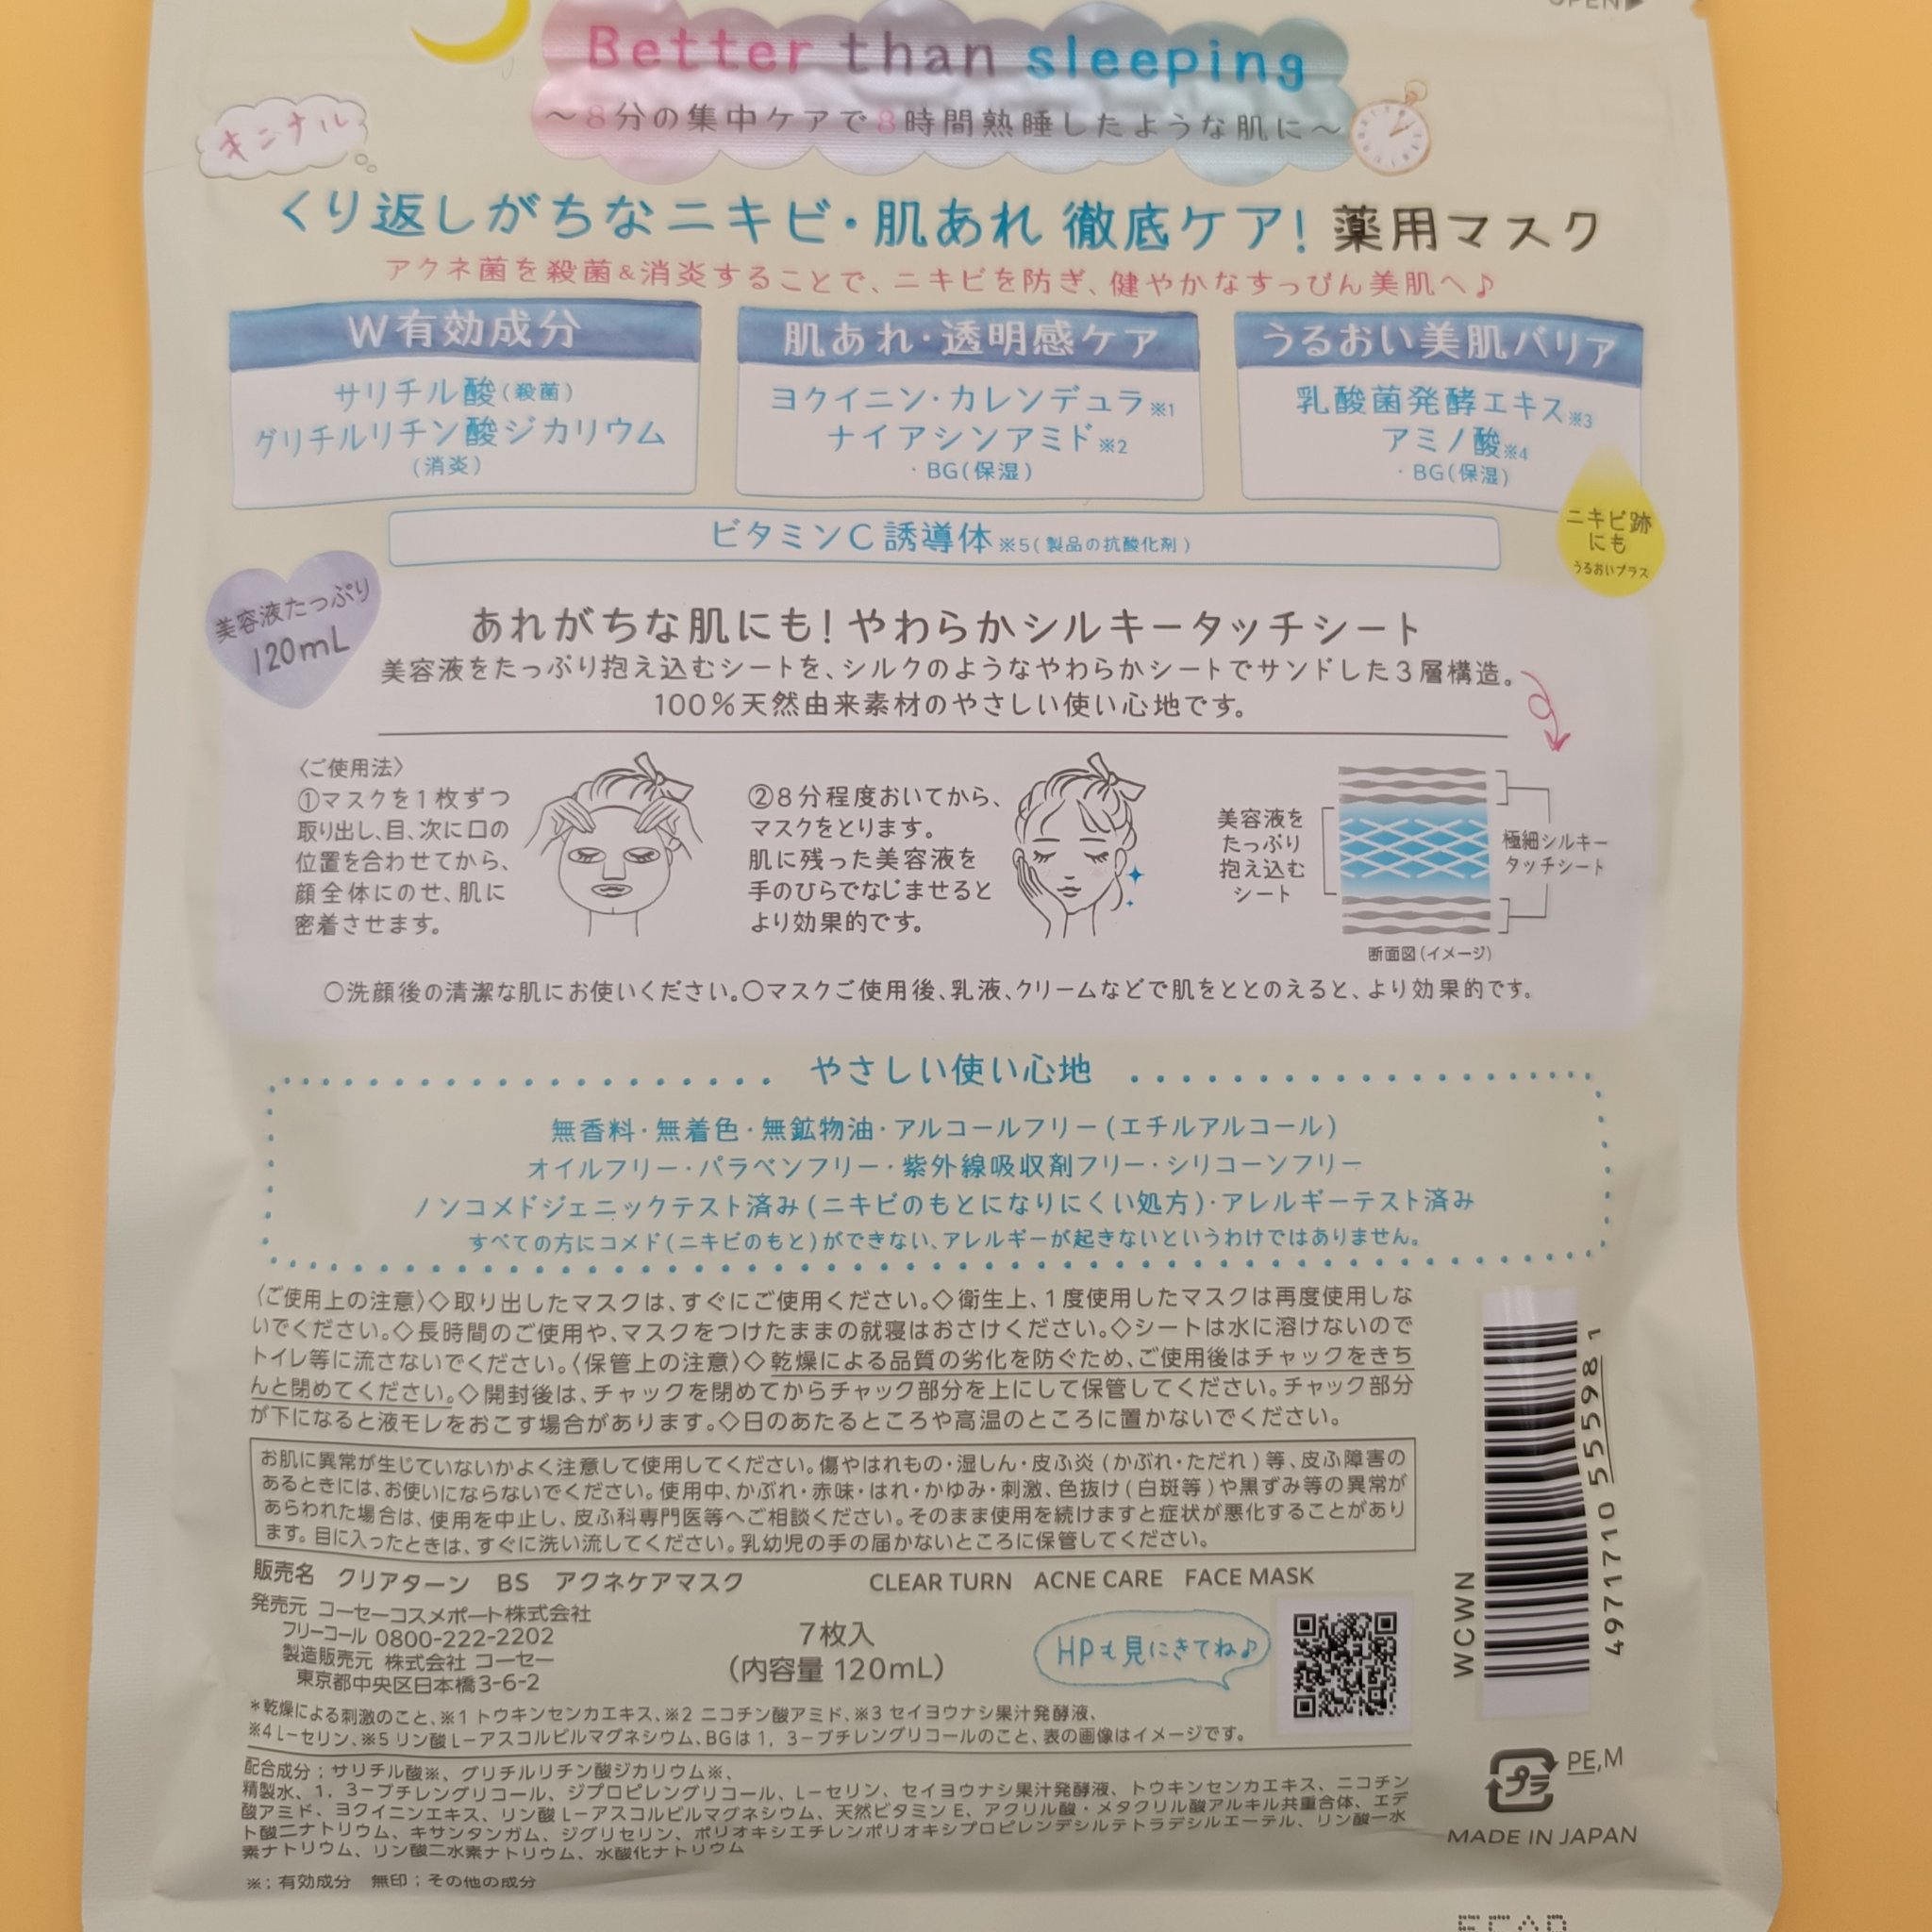 OPEN▶
Better than sleeping
～8分の集中ケアで8時間熟睡したような肌に～
キニナル
くり返しがちなニキビ・肌あれ 徹底ケア! 薬用マスク
アクネ菌を殺菌&消炎することで、ニキビを防ぎ、健やかなすっぴん美肌へ♪
W有効成分
サリチル酸(殺菌)
グリチルリチン酸ジカリウム
(消炎)
肌あれ・透明感ケア
ヨクイニン・カレンデュラ※1
ナイアシンアミド※2
・BG(保湿)
うるおい美肌バリア
乳酸菌発酵エキス※3
アミノ酸※4
・BG(保湿)
ビタミンC誘導体※5(製品の抗酸化剤)
ニキビ跡
にも
うるおいプラス
美容液たっぷり
120mL
あれがちな肌にも!やわらかシルキータッチシート
美容液をたっぷり抱え込むシートを、シルクのようなやわらかシートでサンドした3層構造。
100%天然由来素材のやさしい使い心地です。
〈ご使用法〉
①マスクを1枚ずつ
取り出し、目、次に口の
位置を合わせてから、
顔全体にのせ、肌に
密着させます。
②8分程度おいてから、
マスクをとります。
肌に残った美容液を
手のひらでなじませると
より効果的です。
美容液を
たっぷり
抱え込む
シート
極細シルキー
タッチシート
断面図(イメージ)
○洗顔後の清潔な肌にお使いください。○マスクご使用後、乳液、クリームなどで肌をととのえると、より効果的です。
やさしい使い心地
無香料・無着色・無鉱物油・アルコールフリー(エチルアルコール)
オイルフリー・パラベンフリー・紫外線吸収剤フリー・シリコーンフリー
ノンコメドジェニックテスト済み(ニキビのもとになりにくい処方)・アレルギーテスト済み
すべての方にコメド(ニキビのもと)ができない、アレルギーが起きないというわけではありません。
〈ご使用上の注意〉◇取り出したマスクは、すぐにご使用ください。◇衛生上、1度使用したマスクは再度使用しな
いでください。◇長時間のご使用や、マスクをつけたままの就寝はおさけください。◇シートは水に溶けないので
トイレ等に流さないでください。〈保管上の注意〉◇乾燥による品質の劣化を防ぐため、ご使用後はチャックをきち
んと閉めてください。◇開封後は、チャックを閉めてからチャック部分を上にして保管してください。チャック部分
が下になると液モレをおこす場合があります。◇日のあたるところや高温のところに置かないでください。
お肌に異常が生じていないかよく注意して使用してください。傷やはれもの・湿しん・皮ふ炎(かぶれ・ただれ)等、皮ふ障害の
あるときには、お使いにならないでください。使用中、かぶれ・赤味・はれ・かゆみ・刺激、色抜け(白斑等)や黒ずみ等の異常が
あらわれた場合は、使用を中止し、皮ふ科専門医等へご相談ください。そのまま使用を続けますと症状が悪化することがあり
ます。目に入ったときは、すぐに洗い流してください。乳幼児の手の届かないところに保管してください。
販売名 クリアターン BS アクネケアマスク CLEAR TURN ACNE CARE FACE MASK
発売元 コーセーコスメポート株式会社
フリーコール 0800-222-2202
製造販売元 株式会社 コーセー
東京都中央区日本橋3-6-2
7枚入
(内容量 120mL)
HPも見にきてね♪
WCWN
4971710 555981
＊乾燥による刺激のこと、※1 トウキンセンカエキス、※2 ニコチン酸アミド、※3 セイヨウナシ果汁発酵液、
※4 L-セリン、※5 リン酸L-アスコルビルマグネシウム、BGは1,3-ブチレングリコールのこと、表の画像はイメージです。
配合成分：サリチル酸※、グリチルリチン酸ジカリウム※、
精製水、1,3-ブチレングリコール、ジプロピレングリコール、L-セリン、セイヨウナシ果汁発酵液、トウキンセンカエキス、ニコチン
酸アミド、ヨクイニンエキス、リン酸L-アスコルビルマグネシウム、天然ビタミンE、アクリル酸・メタクリル酸アルキル共重合体、エデ
ト酸二ナトリウム、キサンタンガム、ジグリセリン、ポリオキシエチレンポリオキシプロピレンデシルテトラデシルエーテル、リン酸一水
素ナトリウム、リン酸二水素ナトリウム、水酸化ナトリウム
※；有効成分 無印；その他の成分
プラ
PE,M
MADE IN JAPAN